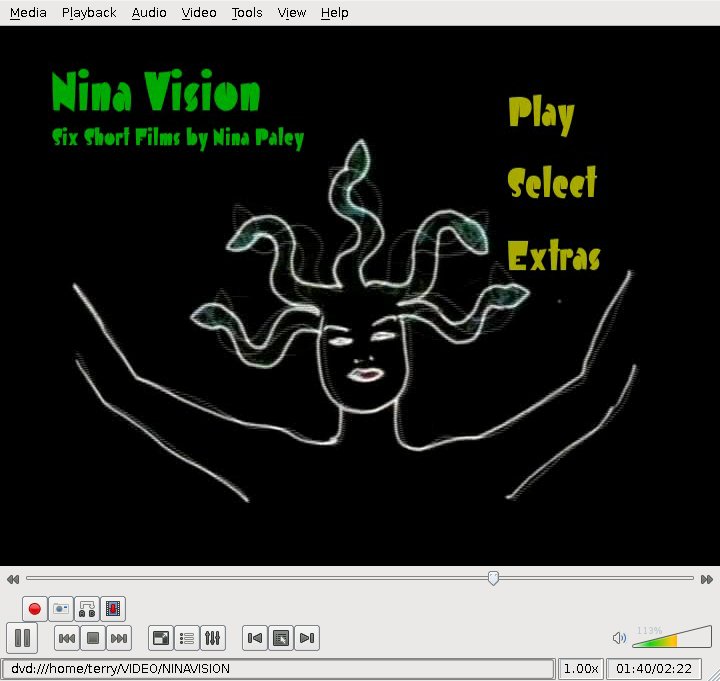 Media Playback Audio Video Tools View Help
Nina Vision
Six Short Films by Nina Paley
Play
Select
Extras
113%
dvd:///home/terry/VIDEO/NINAVISION 1.00x 01:40/02:22